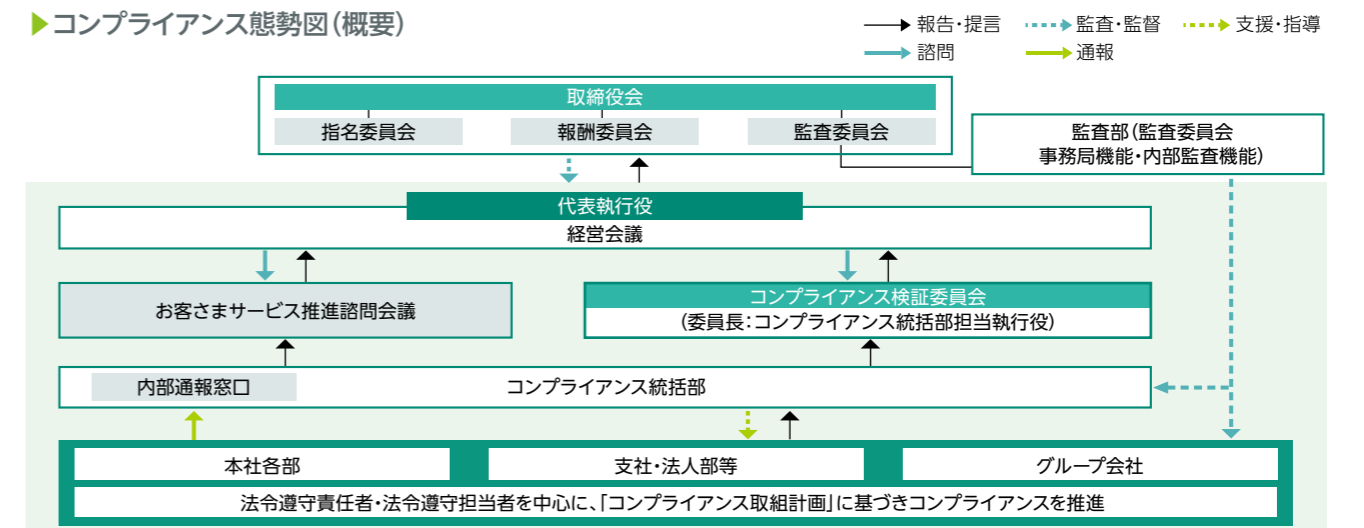 ▶コンプライアンス態勢図(概要)
報告・提言
監査・監督
支援・指導
諮問
通報
取締役会
指名委員会
報酬委員会
監査委員会
監査部(監査委員会
事務局機能・内部監査機能)
代表執行役
経営会議
お客さまサービス推進諮問会議
コンプライアンス検証委員会
(委員長:コンプライアンス統括部担当執行役)
内部通報窓口
コンプライアンス統括部
本社各部
支社・法人部等
グループ会社
法令遵守責任者・法令遵守担当者を中心に、「コンプライアンス取組計画」に基づきコンプライアンスを推進